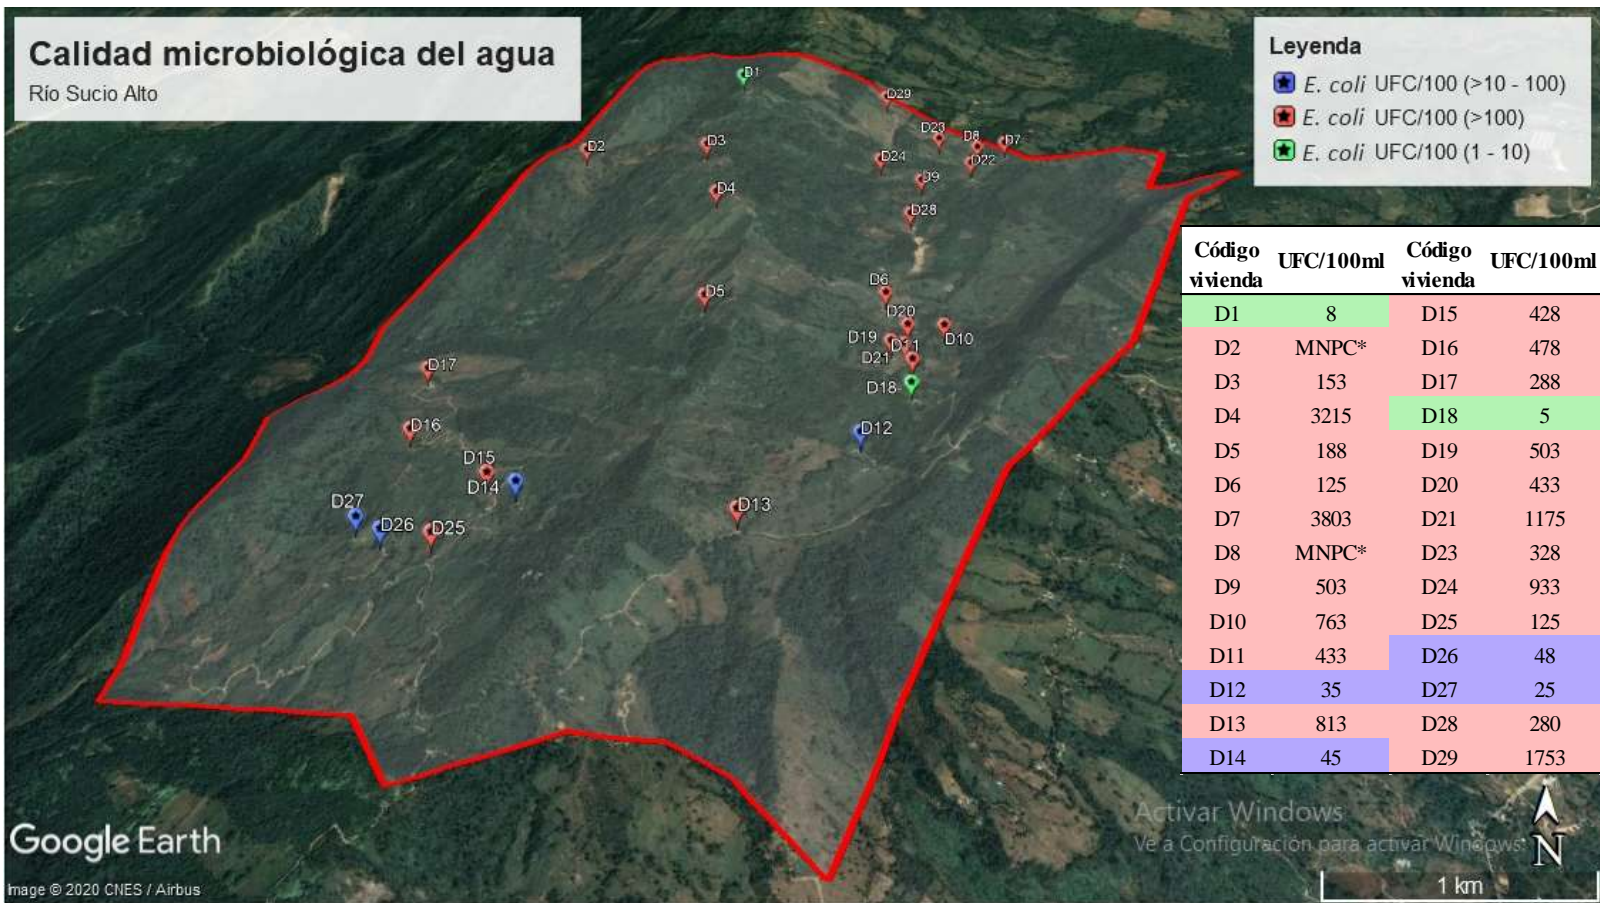 Calidad microbiológica del agua
Río Sucio Alto
Leyenda
E. coli UFC/100 (>10 - 100)
E. coli UFC/100 (>100)
E. coli UFC/100 (1 - 10)
D1
D29
D2
D3
D23
D8
D7
D24
D22
D9
D4
D28
D6
D5
D20
D19
D11
D10
D21
D18
D17
D12
D16
D15
D14
D13
D27
D26
D25
Código vivienda UFC/100ml Código vivienda UFC/100ml
D1 8 D15 428
D2 MNPC* D16 478
D3 153 D17 288
D4 3215 D18 5
D5 188 D19 503
D6 125 D20 433
D7 3803 D21 1175
D8 MNPC* D23 328
D9 503 D24 933
D10 763 D25 125
D11 433 D26 48
D12 35 D27 25
D13 813 D28 280
D14 45 D29 1753
Activar Windows
Ve a Configuración para activar Windows.
N
1 km
Google Earth
Image © 2020 CNES / Airbus